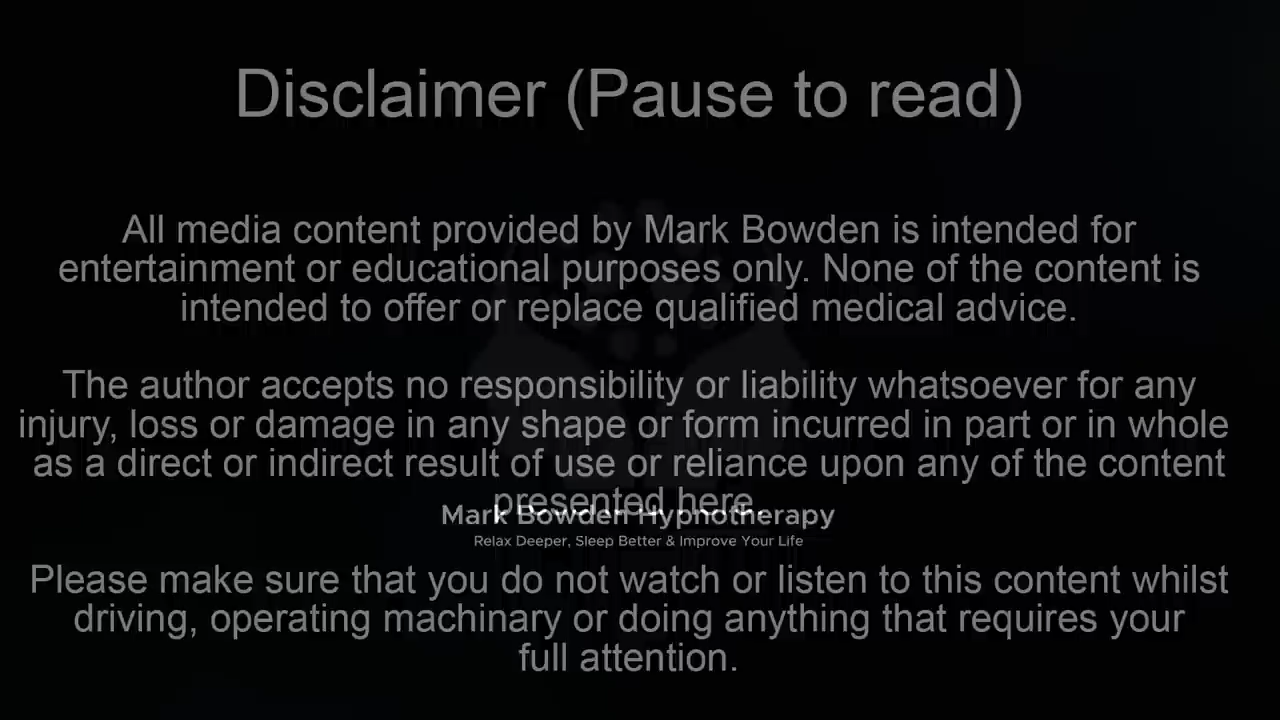 Disclaimer (Pause to read)
All media content provided by Mark Bowden is intended for
entertainment or educational purposes only. None of the content is
intended to offer or replace qualified medical advice.
The author accepts no responsibility or liability whatsoever for any
injury, loss or damage in any shape or form incurred in part or in whole
as a direct or indirect result of use or reliance upon any of the content
presented here.
Mark Bowden Hypnotherapy
Relax Deeper, Sleep Better & Improve Your Life
Please make sure that you do not watch or listen to this content whilst
driving, operating machinary or doing anything that requires your
full attention.